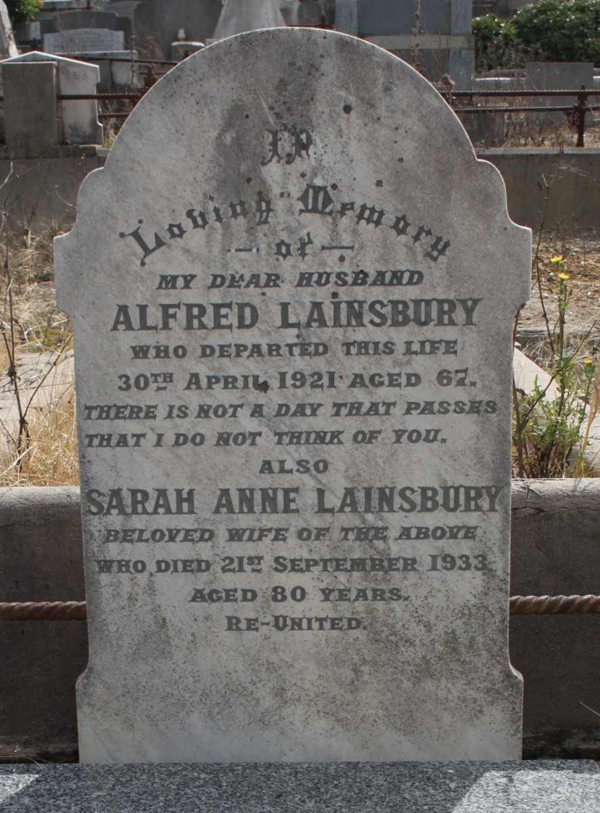 In
Loving Memory
— of —
MY DEAR HUSBAND
ALFRED LAINSBURY
WHO DEPARTED THIS LIFE
30TH APRIL 1921 AGED 67.
THERE IS NOT A DAY THAT PASSES
THAT I DO NOT THINK OF YOU.
ALSO
SARAH ANNE LAINSBURY
BELOVED WIFE OF THE ABOVE
WHO DIED 21ST SEPTEMBER 1933
AGED 80 YEARS.
RE-UNITED.